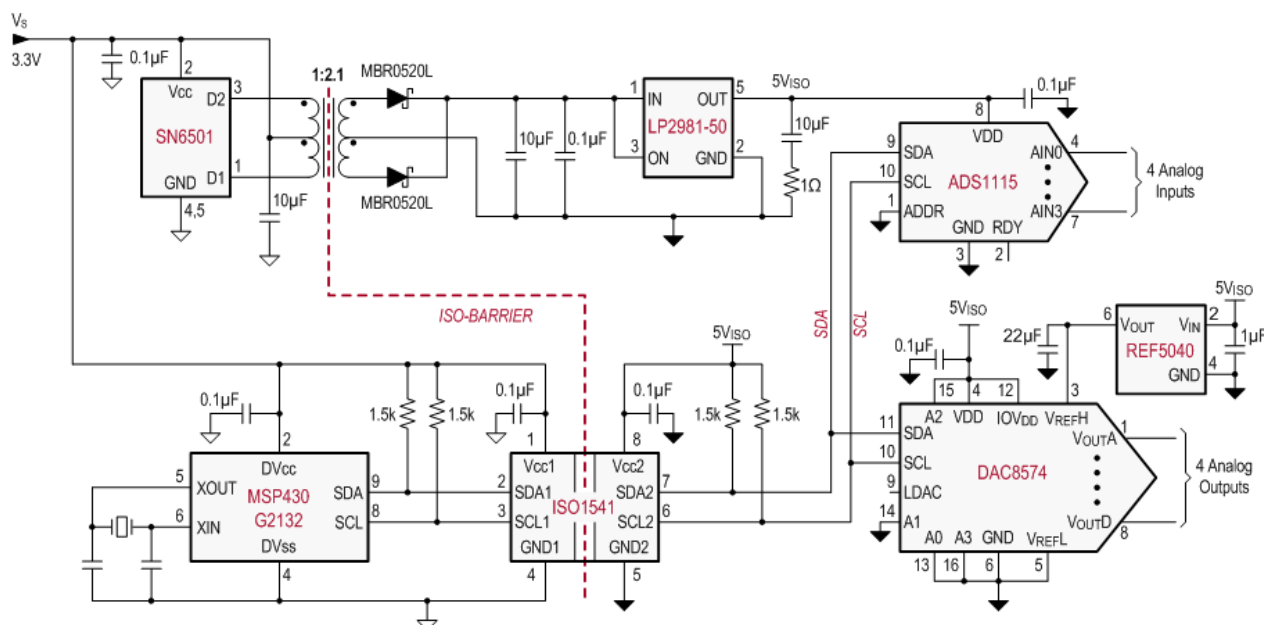 VS
3.3V
0.1µF
2
Vcc
D2
3
SN6501
D1
1
GND
4,5
10µF
1:2.1
MBR0520L
MBR0520L
10µF
0.1µF
1
IN
OUT
5
LP2981-50
3
ON
GND
2
5VISO
10µF
1Ω
0.1µF
8
VDD
9
SDA
AIN0
4
10
SCL
ADS1115
1
ADDR
AIN3
7
GND
RDY
3
2
4 Analog
Inputs
ISO-BARRIER
SDA
SCL
5VISO
0.1µF
22µF
6
VOUT
VIN
2
REF5040
GND
4
5VISO
1µF
0.1µF
2
DVcc
5
XOUT
MSP430
G2132
SDA
9
6
XIN
SCL
8
DVss
4
1.5k
1.5k
0.1µF
1
Vcc1
2
SDA1
3
SCL1
GND1
4
ISO1541
5VISO
0.1µF
8
Vcc2
SDA2
7
SCL2
6
GND2
5
1.5k
1.5k
15
4
12
3
A2
VDD
IOVDD
VREFH
11
SDA
VOUTA
1
10
SCL
DAC8574
9
LDAC
14
A1
VOUTD
8
A0
A3
GND
VREFL
13
16
6
5
4 Analog
Outputs